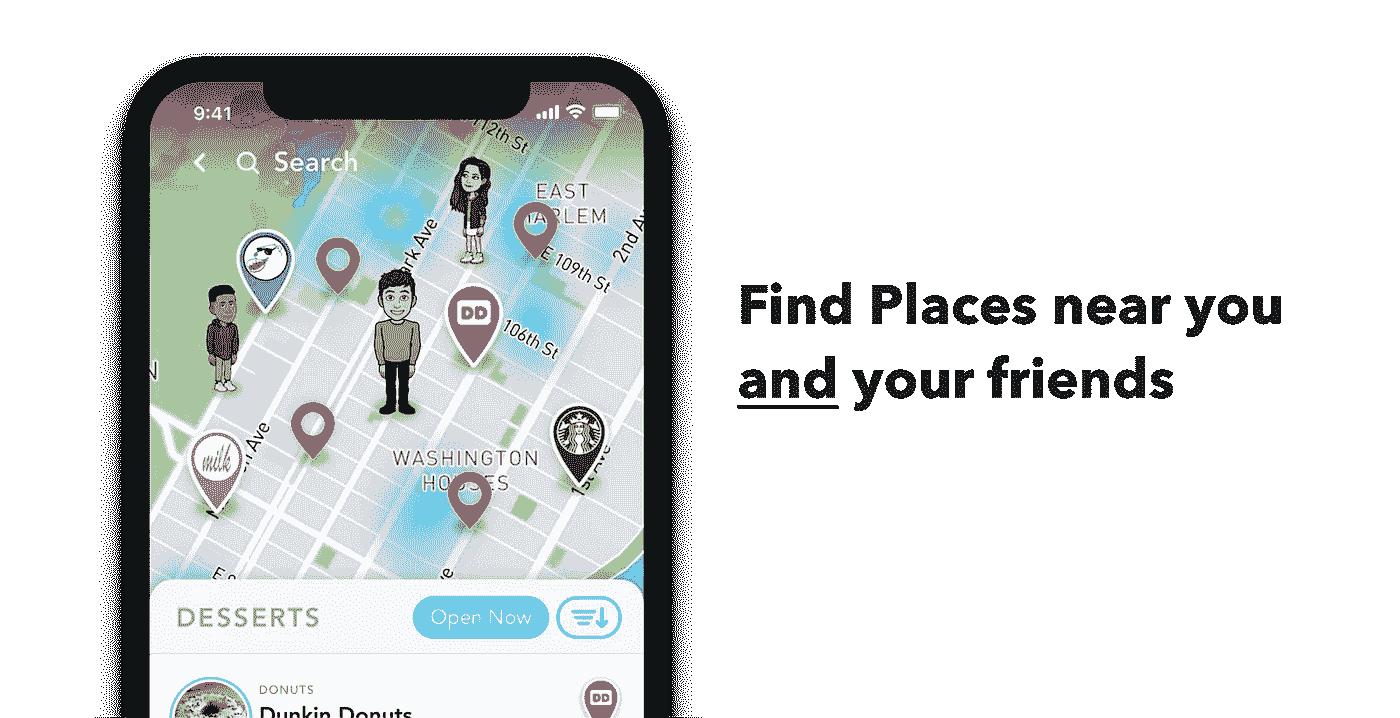 9:41
Search
112th St
EAST
HARLEM
2nd Av
Park Ave
E 109th St
DD
106th St
milk
Ave
WASHINGTON
HOUSES
1st Ave
DESSERTS
Open Now
DONUTS
Dunkin Donuts
DD
Find Places near you
and your friends